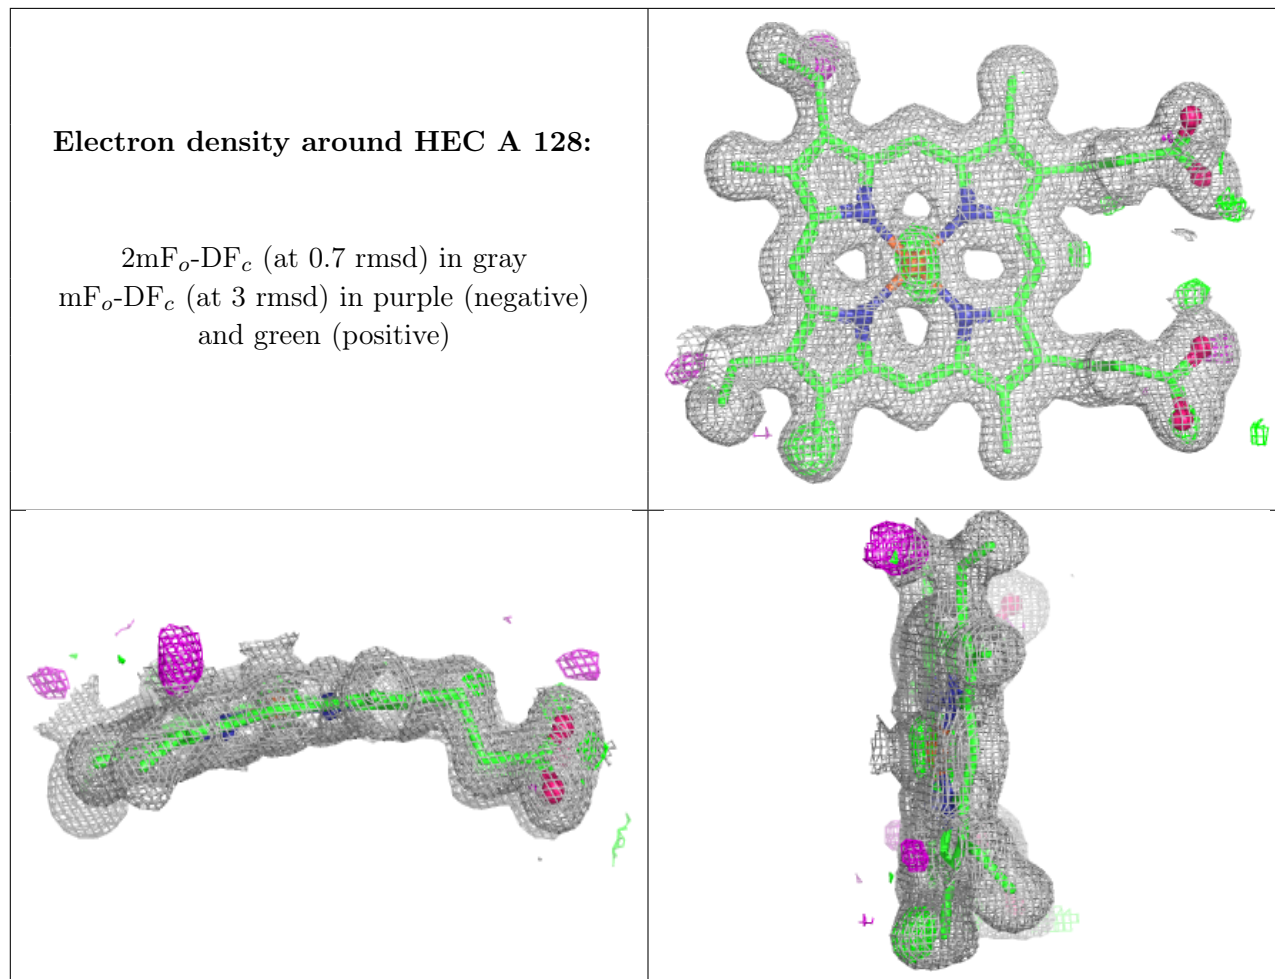 Electron density around HEC A 128:
2mFo-DFc (at 0.7 rmsd) in gray
mFo-DFc (at 3 rmsd) in purple (negative)
and green (positive)